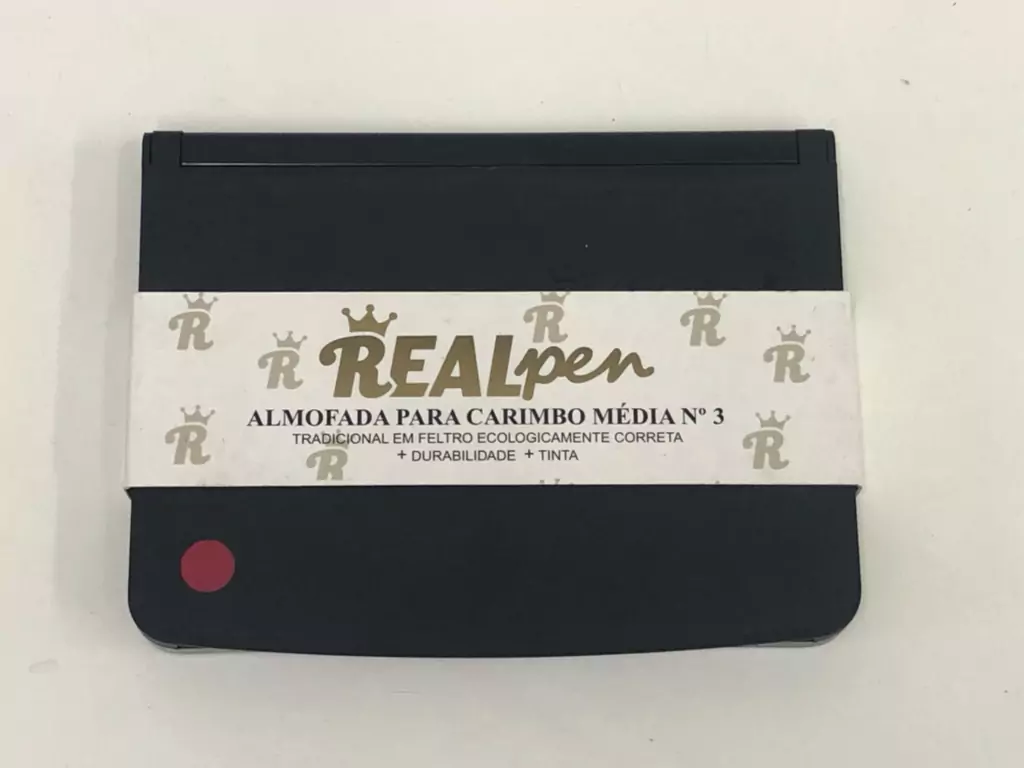 REALpen
ALMOFADA PARA CARIMBO MÉDIA Nº 3
TRADICIONAL EM FELTRO ECOLOGICAMENTE CORRETA
+ DURABILIDADE + TINTA
R
R
R
R
R
R
R
R